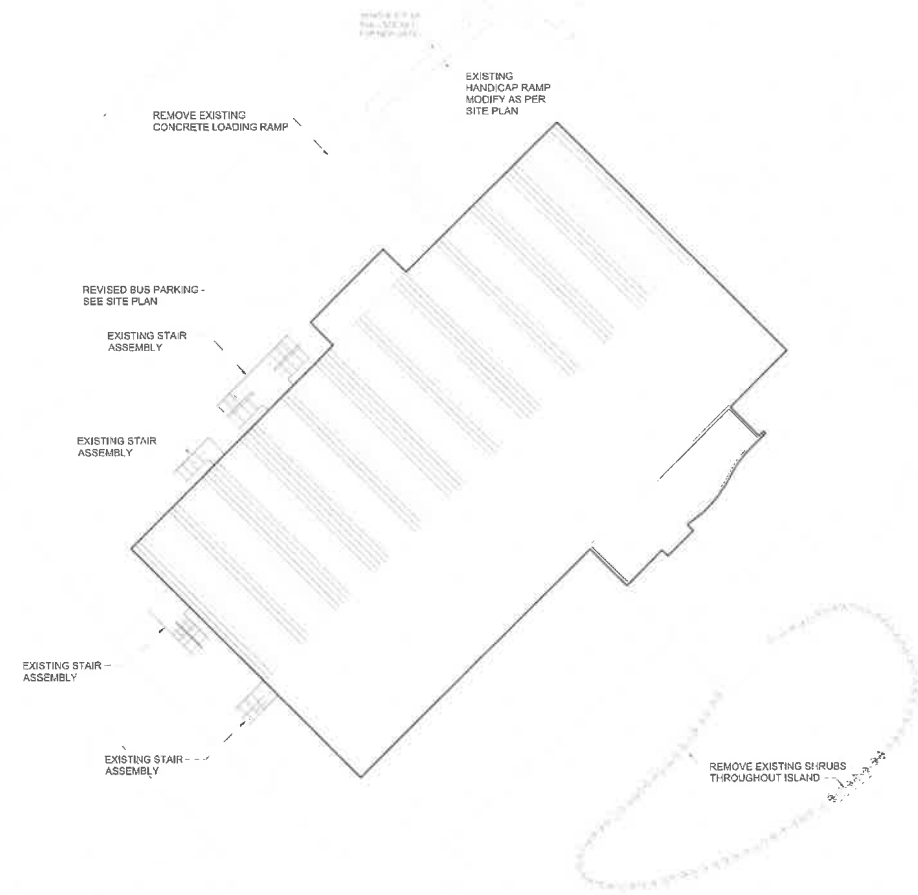 EXISTING
HANDICAP RAMP
MODIFY AS PER
SITE PLAN
REMOVE EXISTING
CONCRETE LOADING RAMP
REVISED BUS PARKING -
SEE SITE PLAN
EXISTING STAIR
ASSEMBLY
EXISTING STAIR
ASSEMBLY
EXISTING STAIR
ASSEMBLY
EXISTING STAIR
ASSEMBLY
REMOVE EXISTING SHRUBS
THROUGHOUT ISLAND